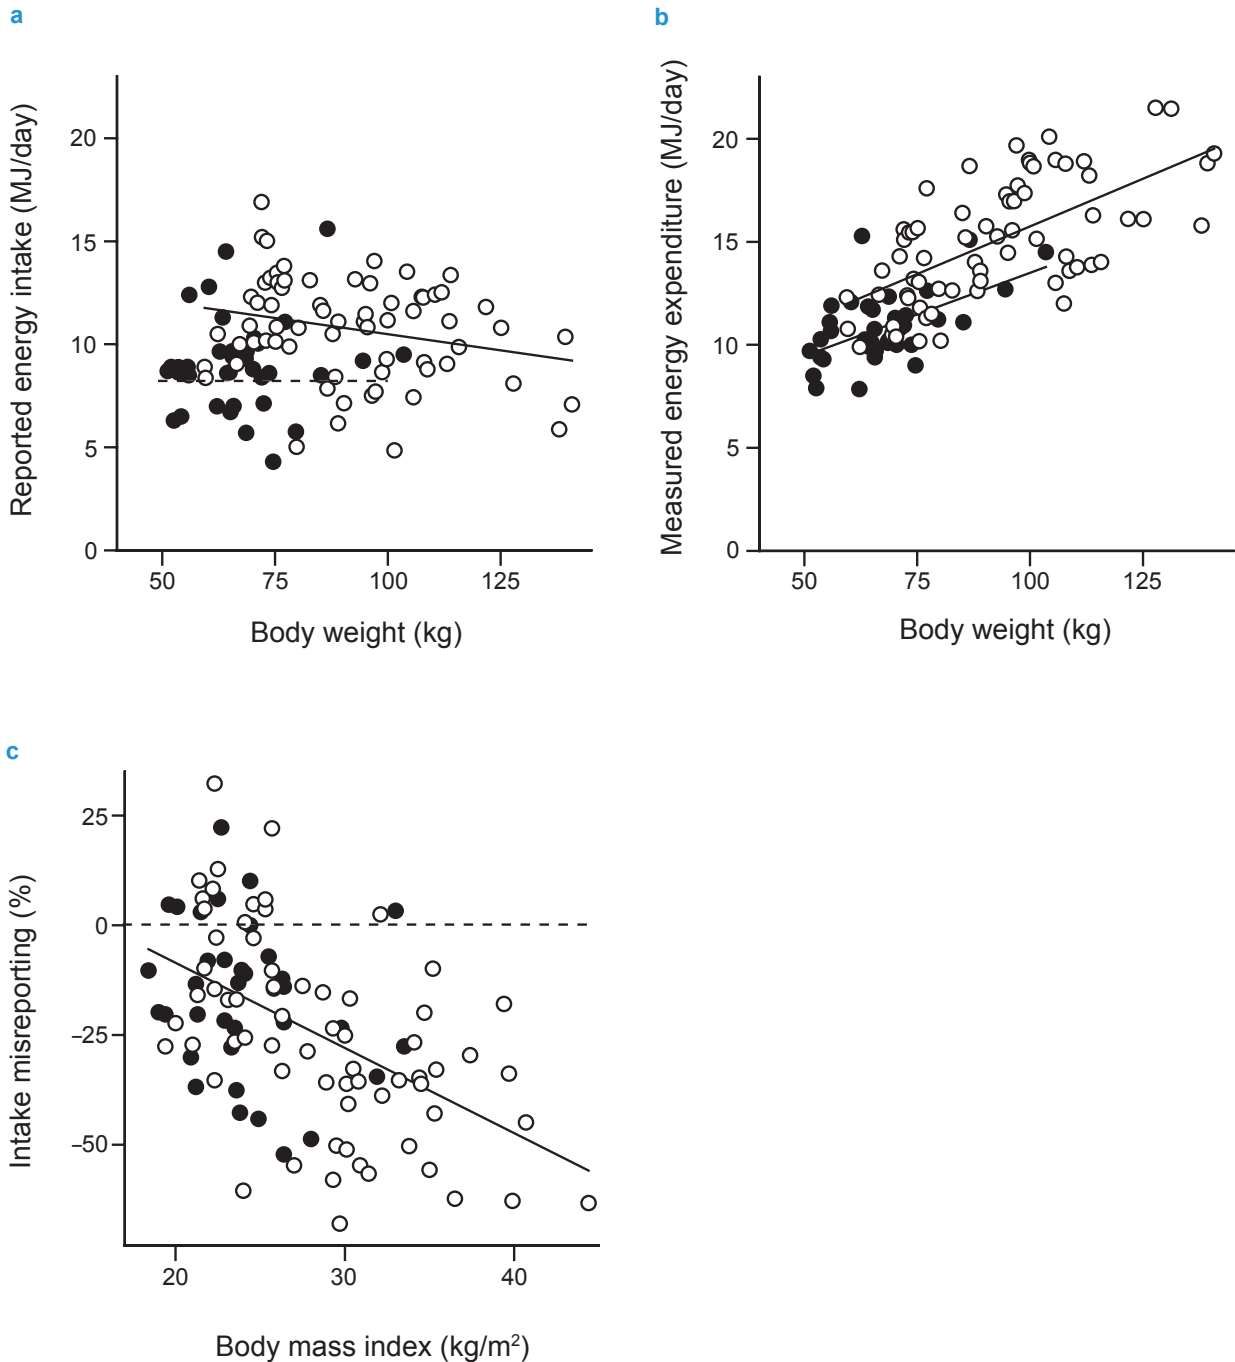 a
Reported energy intake (MJ/day)
20
15
10
5
0
50 75 100 125
Body weight (kg)
b
Measured energy expenditure (MJ/day)
20
15
10
5
0
50 75 100 125
Body weight (kg)
c
Intake misreporting (%)
25
0
–25
–50
20 30 40
Body mass index (kg/m²)